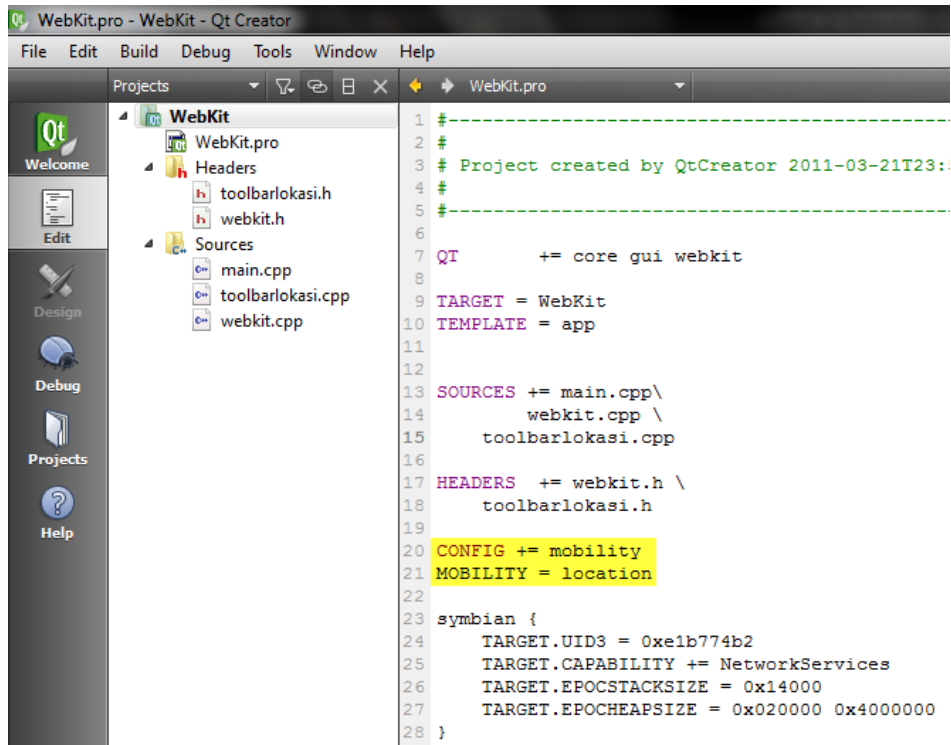 WebKit.pro - WebKit - Qt Creator
File Edit Build Debug Tools Window Help
Projects
WebKit.pro
Qt
Welcome
Edit
Design
Debug
Projects
Help
WebKit
WebKit.pro
Headers
toolbarlokasi.h
webkit.h
Sources
main.cpp
toolbarlokasi.cpp
webkit.cpp
1 #---------------------------------------------
2 #
3 # Project created by QtCreator 2011-03-21T23:
4 #
5 #---------------------------------------------
6
7 QT       += core gui webkit
8
9 TARGET = WebKit
10 TEMPLATE = app
11
12
13 SOURCES += main.cpp\
14         webkit.cpp \
15     toolbarlokasi.cpp
16
17 HEADERS  += webkit.h \
18     toolbarlokasi.h
19
20 CONFIG += mobility
21 MOBILITY = location
22
23 symbian {
24     TARGET.UID3 = 0xe1b774b2
25     TARGET.CAPABILITY += NetworkServices
26     TARGET.EPOCSTACKSIZE = 0x14000
27     TARGET.EPOCHEAPSIZE = 0x020000 0x4000000
28 }